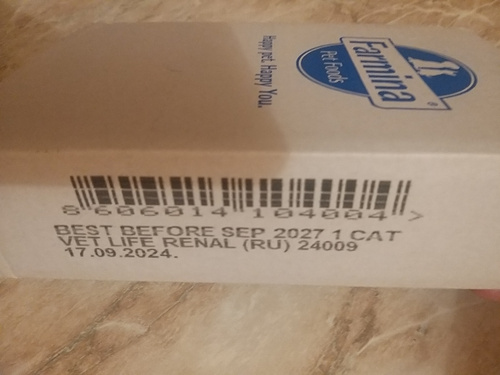 Farmina
Pet Foods
®
Happy pet. Happy You.
8 606014 104004 >
BEST BEFORE SEP 2027 1 CAT
VET LIFE RENAL (RU) 24009
17.09.2024.